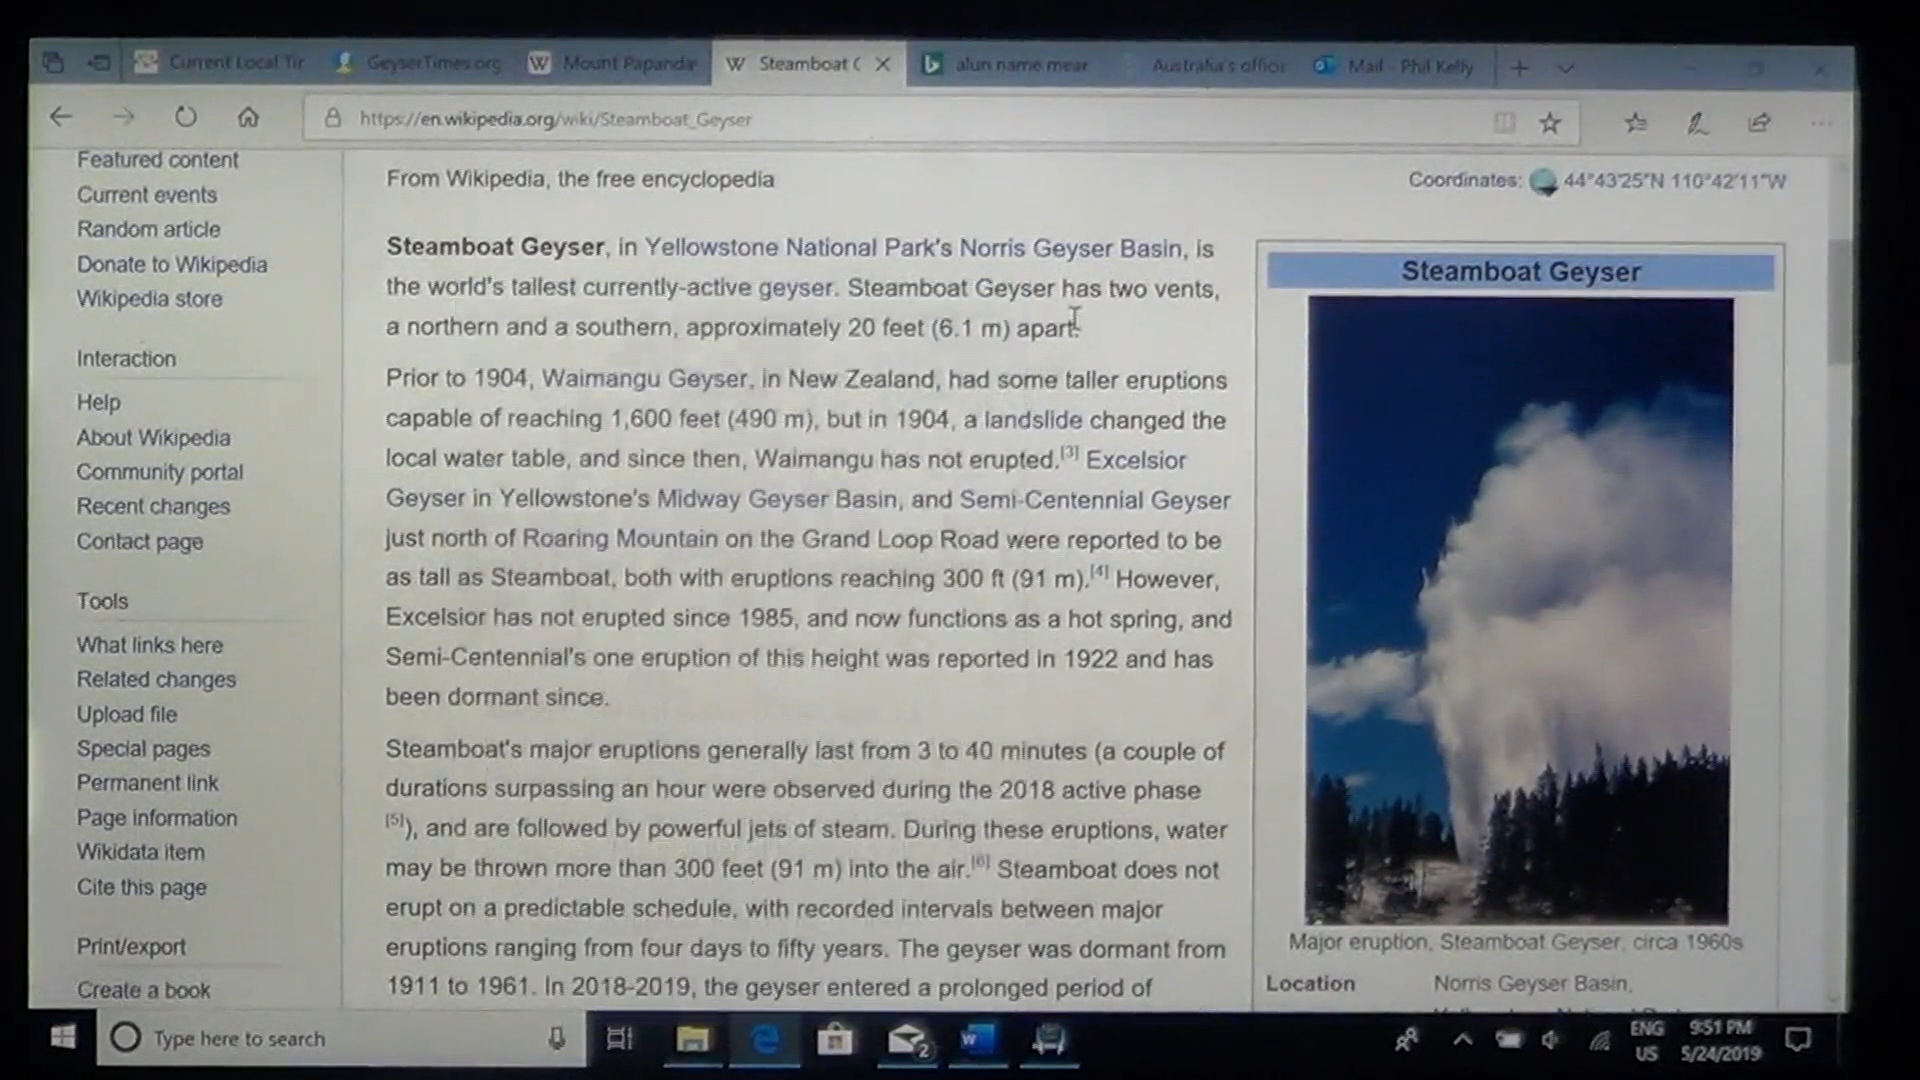 Current Local Tir
GeyserTimes.org
W Mount Papanda
W Steamboat G
b alun name mear
Australia's offici
Mail - Phil Kelly
https://en.wikipedia.org/wiki/Steamboat_Geyser
Featured content
Current events
Random article
Donate to Wikipedia
Wikipedia store
Interaction
Help
About Wikipedia
Community portal
Recent changes
Contact page
Tools
What links here
Related changes
Upload file
Special pages
Permanent link
Page information
Wikidata item
Cite this page
Print/export
Create a book
From Wikipedia, the free encyclopedia
Coordinates: 44°43′25″N 110°42′11″W
Steamboat Geyser, in Yellowstone National Park's Norris Geyser Basin, is
the world's tallest currently-active geyser. Steamboat Geyser has two vents,
a northern and a southern, approximately 20 feet (6.1 m) apart.
Prior to 1904, Waimangu Geyser, in New Zealand, had some taller eruptions
capable of reaching 1,600 feet (490 m), but in 1904, a landslide changed the
local water table, and since then, Waimangu has not erupted.[3] Excelsior
Geyser in Yellowstone's Midway Geyser Basin, and Semi-Centennial Geyser
just north of Roaring Mountain on the Grand Loop Road were reported to be
as tall as Steamboat, both with eruptions reaching 300 ft (91 m).[4] However,
Excelsior has not erupted since 1985, and now functions as a hot spring, and
Semi-Centennial's one eruption of this height was reported in 1922 and has
been dormant since.
Steamboat's major eruptions generally last from 3 to 40 minutes (a couple of
durations surpassing an hour were observed during the 2018 active phase
[5]), and are followed by powerful jets of steam. During these eruptions, water
may be thrown more than 300 feet (91 m) into the air.[6] Steamboat does not
erupt on a predictable schedule, with recorded intervals between major
eruptions ranging from four days to fifty years. The geyser was dormant from
1911 to 1961. In 2018-2019, the geyser entered a prolonged period of
Steamboat Geyser
Major eruption, Steamboat Geyser, circa 1960s
Location Norris Geyser Basin,
Type here to search
2
W
ENG
US
9:51 PM
5/24/2019